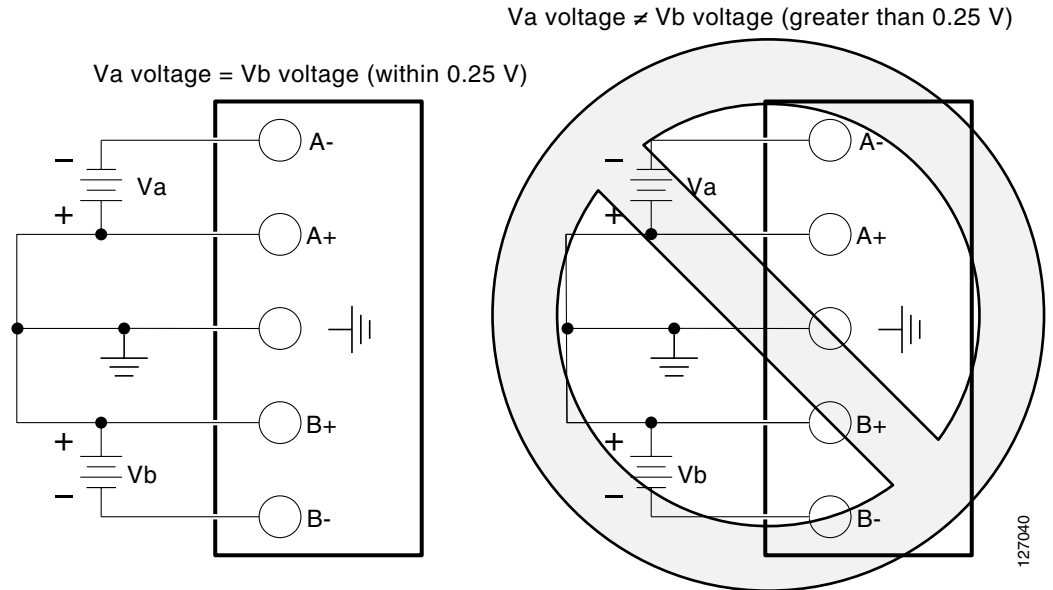 Va voltage ≠ Vb voltage (greater than 0.25 V)
Va voltage = Vb voltage (within 0.25 V)
A-
−
Va
+
A+
B+
+
Vb
−
B-
A-
−
Va
+
A+
B+
+
Vb
−
B-
127040